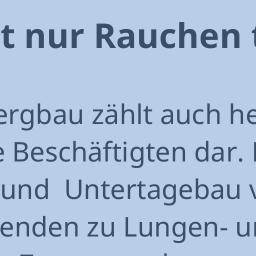 t nur Rauchen t
ergbau zählt auch he
e Beschäftigten dar.
und Untertagebau v
enden zu Lungen- u